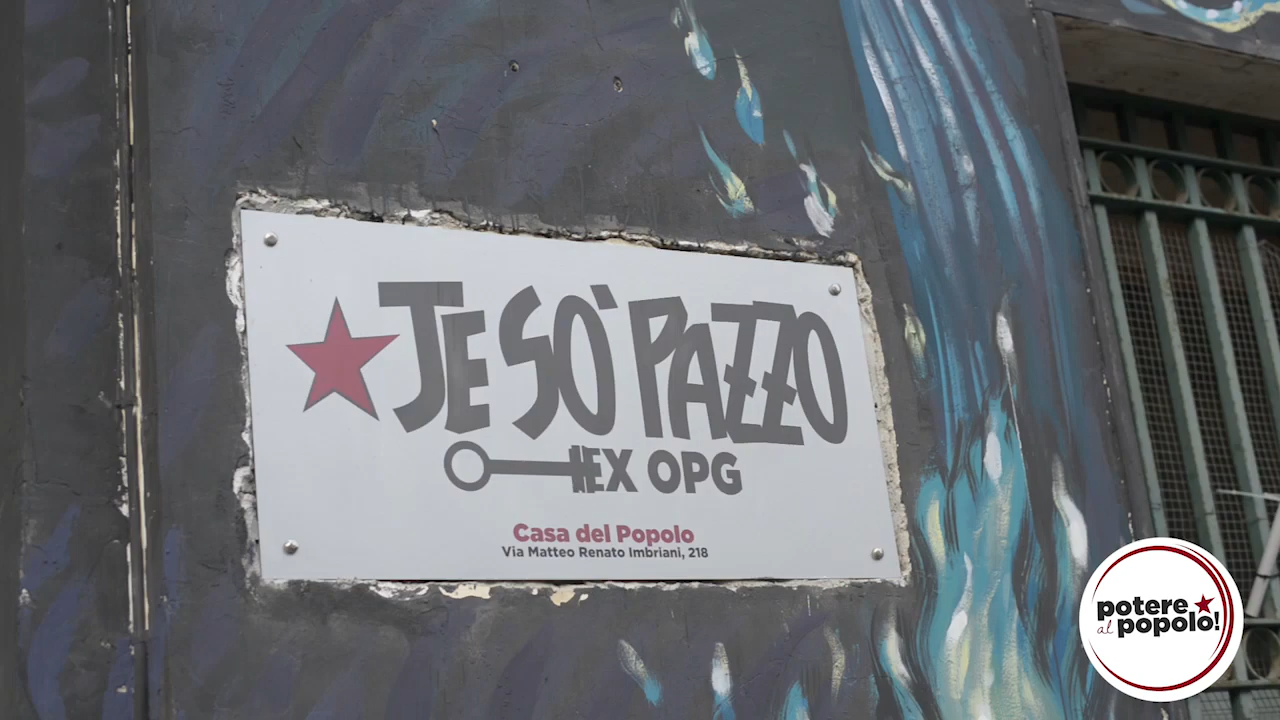 JE SO' PAZZO
EX OPG
Casa del Popolo
Via Matteo Renato Imbriani, 218
potere
al popolo!